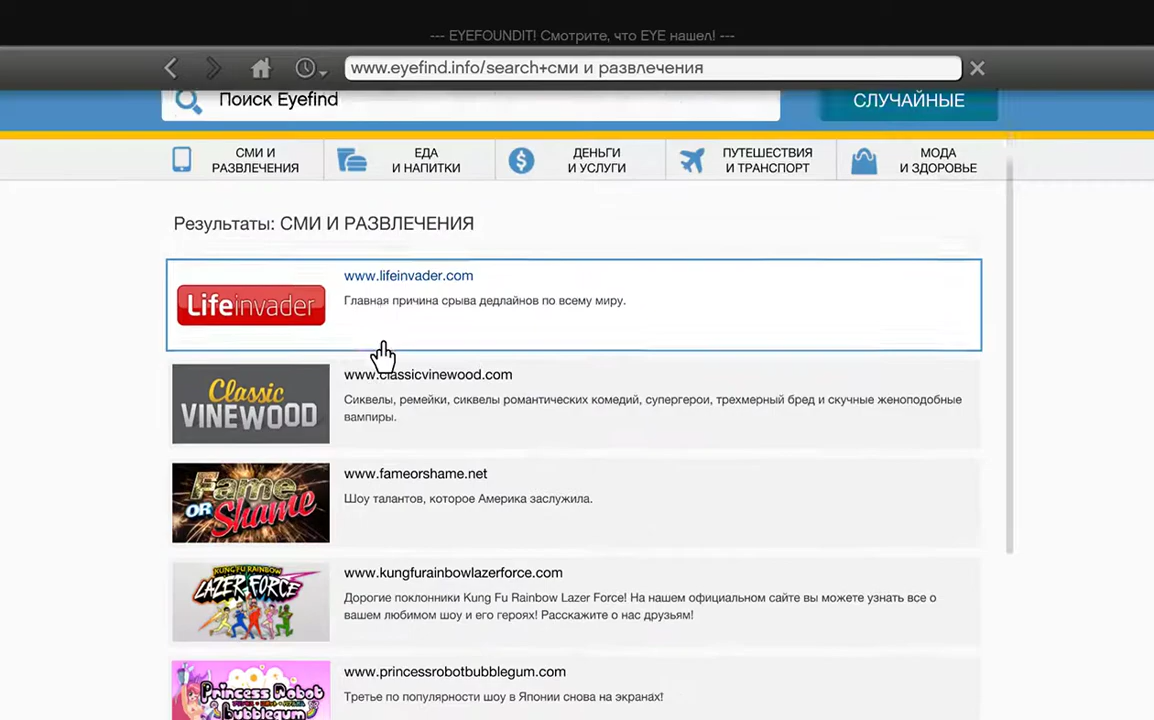 --- EYEFOUNDIT! Смотрите, что EYE нашел! ---
www.eyefind.info/search+сми и развлечения
Поиск Eyefind
СЛУЧАЙНЫЕ
СМИ И
РАЗВЛЕЧЕНИЯ
ЕДА
И НАПИТКИ
ДЕНЬГИ
И УСЛУГИ
ПУТЕШЕСТВИЯ
И ТРАНСПОРТ
МОДА
И ЗДОРОВЬЕ
Результаты: СМИ И РАЗВЛЕЧЕНИЯ
Lifeinvader
www.lifeinvader.com
Главная причина срыва дедлайнов по всему миру.
Classic
VINEWOOD
www.classicvinewood.com
Сиквелы, ремейки, сиквелы романтических комедий, супергерои, трехмерный бред и скучные женоподобные
вампиры.
Fame
OR Shame
www.fameorshame.net
Шоу талантов, которое Америка заслужила.
KUNG FU RAINBOW
LAZER FORCE
www.kungfurainbowlazerforce.com
Дорогие поклонники Kung Fu Rainbow Lazer Force! На нашем официальном сайте вы можете узнать все о
вашем любимом шоу и его героях! Расскажите о нас друзьям!
Princess Robot
Bubblegum
www.princessrobotbubblegum.com
Третье по популярности шоу в Японии снова на экранах!